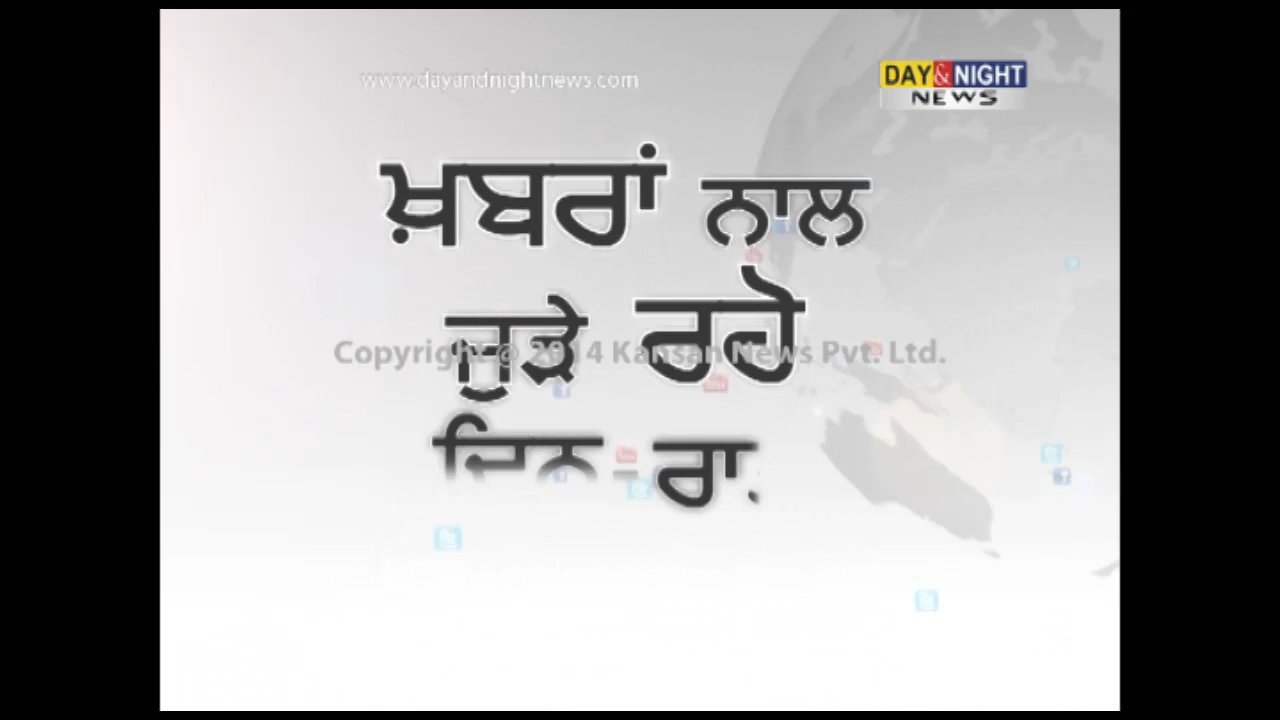 www.dayandnightnews.com
DAY & NIGHT
NEWS
ਖ਼ਬਰਾਂ ਨਾਲ
ਜੁੜੇ ਰਹੋ
Copyright © 2014 Kansan News Pvt. Ltd.
ਦਿਨ -